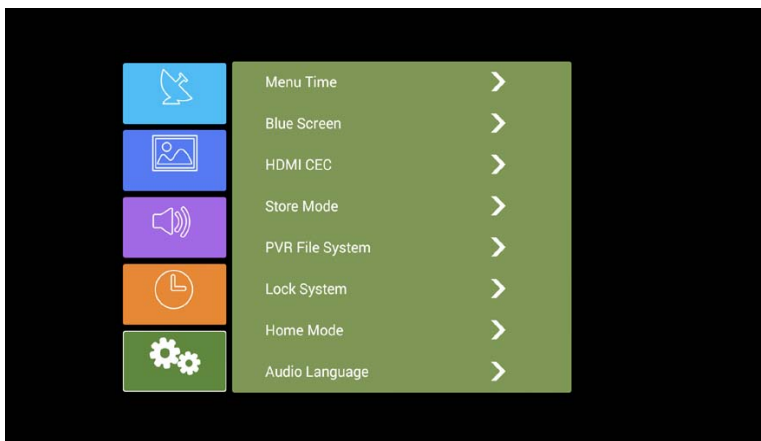 Menu Time
Blue Screen
HDMI CEC
Store Mode
PVR File System
Lock System
Home Mode
Audio Language